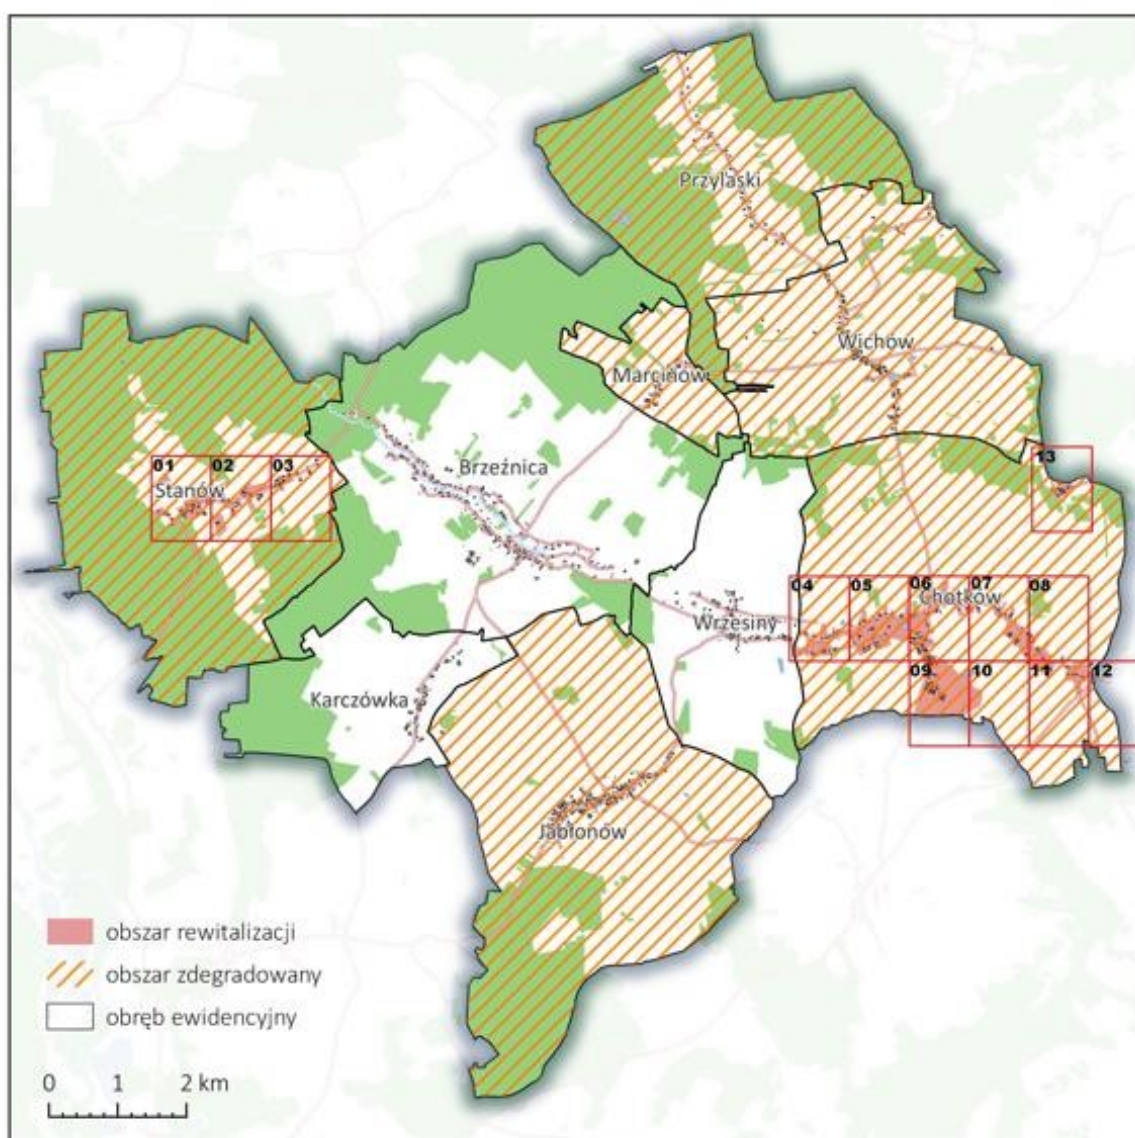 Przylaski
Wichów
Marcinów
01 02 03
Stanów
Brzeźnica
13
04 05 06 07 08
Chotków
Wrzesiny
09 10 11 12
Karczówka
Jabłonów
obszar rewitalizacji
obszar zdegradowany
obręb ewidencyjny
0 1 2 km